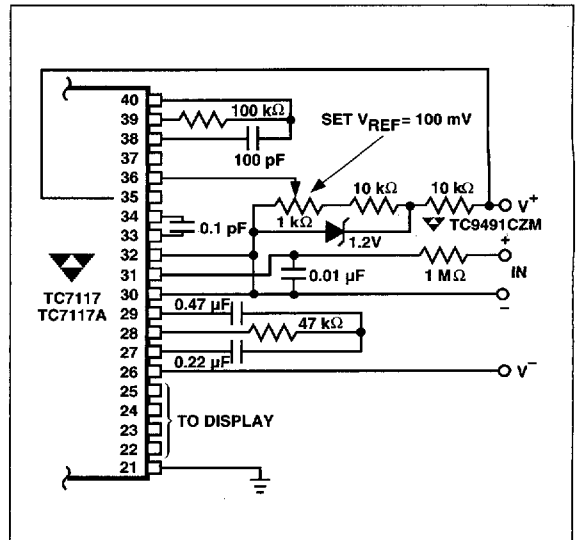 40
39
38
37
36
35
34
33
32
31
30
29
28
27
26
25
24
23
22
21
TC7117
TC7117A
100 kΩ
100 pF
SET VREF = 100 mV
10 kΩ
10 kΩ
V+
1 kΩ
TC9491CZM
0.1 pF
1.2V
+
0.01 µF
1 MΩ
IN
–
0.47 µF
47 kΩ
0.22 µF
V–
TO DISPLAY